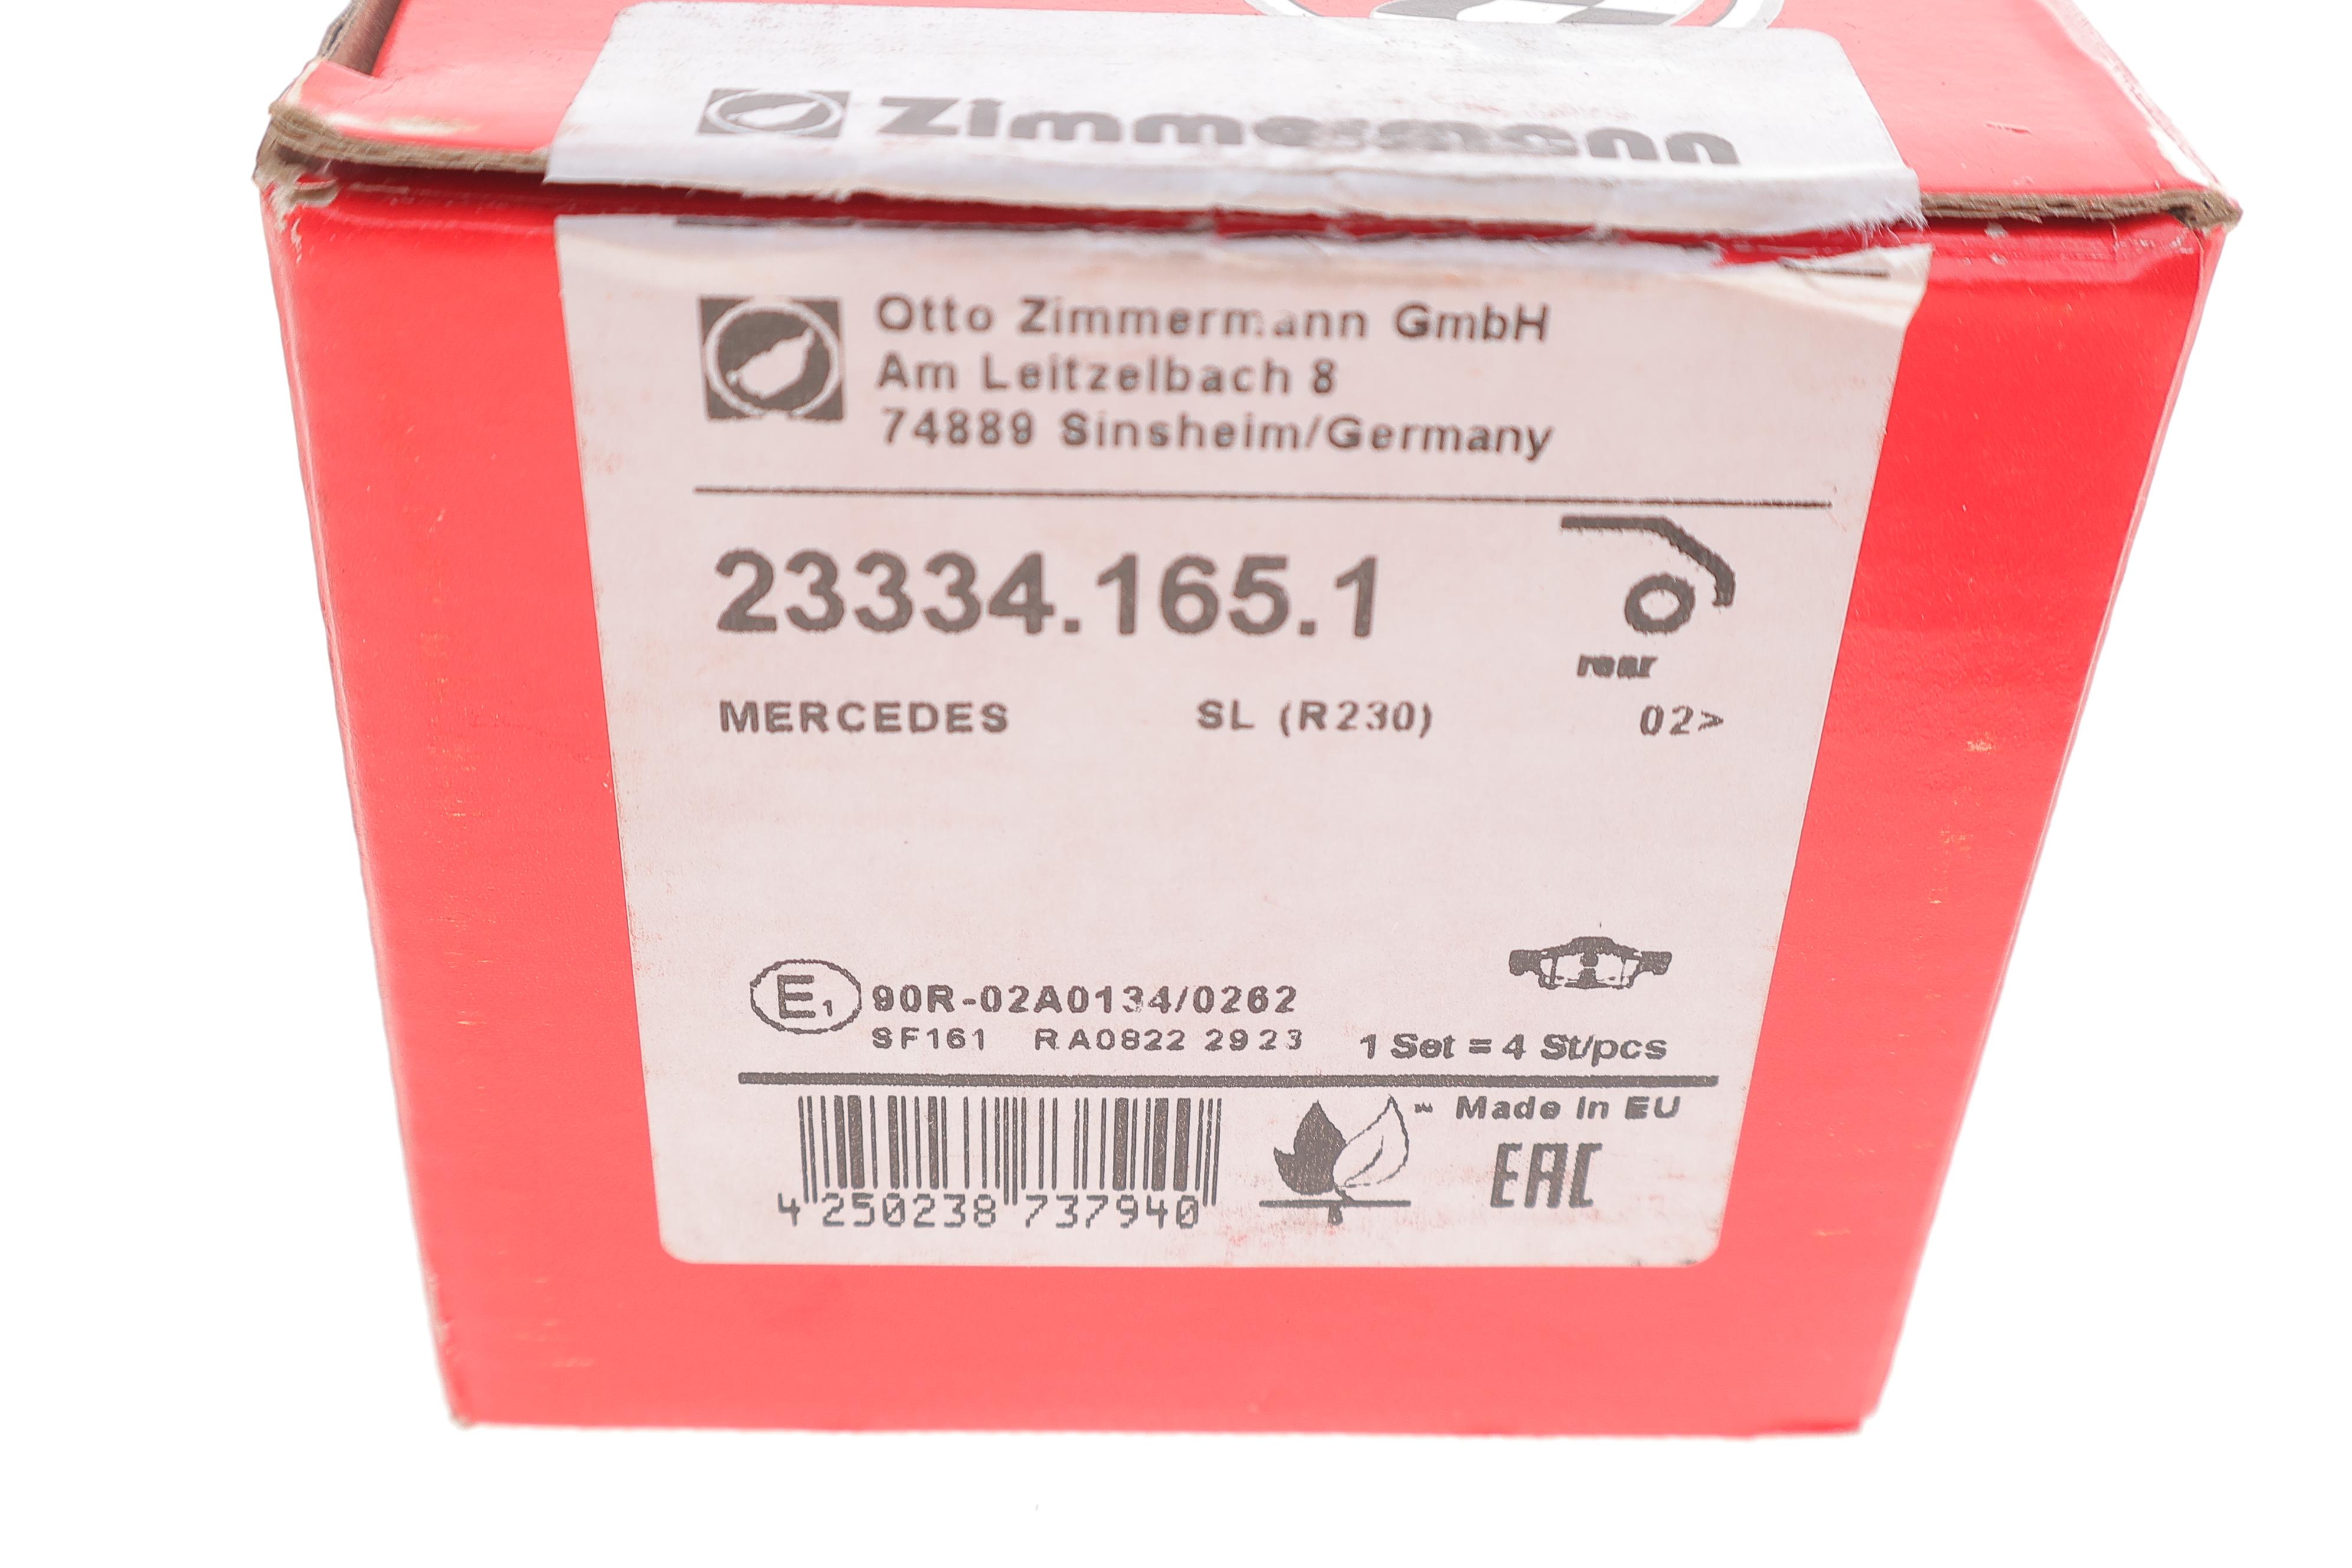 Zimmermann
Otto Zimmermann GmbH
Am Leitzelbach 8
74889 Sinsheim/Germany
23334.165.1
rear
MERCEDES SL (R230) 02>
E1 90R-02A0134/0262
SF161 RA0822 2923
1 Set = 4 St/pcs
Made in EU
EAC
4 250238 737940